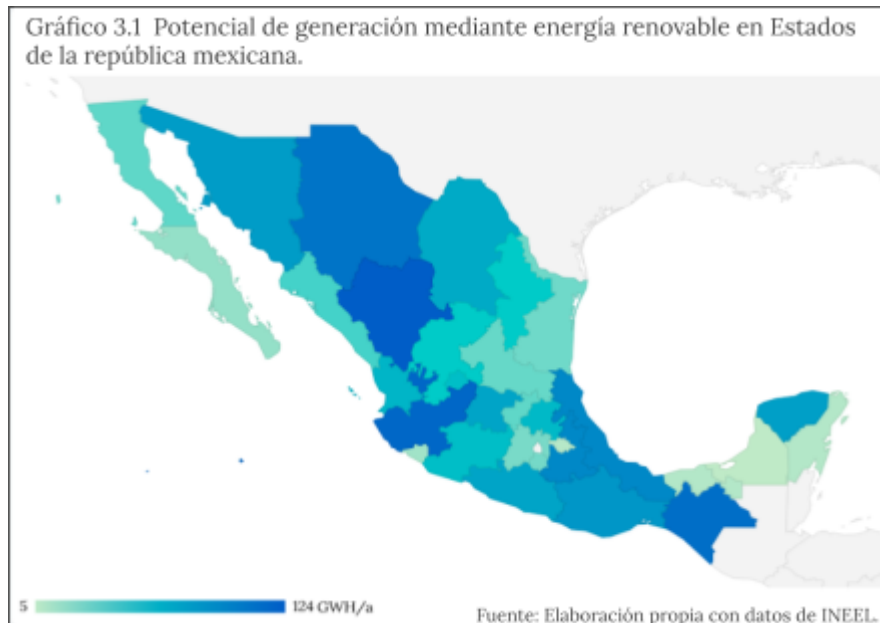 Gráfico 3.1 Potencial de generación mediante energía renovable en Estados
de la república mexicana.
5
124 GWH/a
Fuente: Elaboración propia con datos de INEEL.